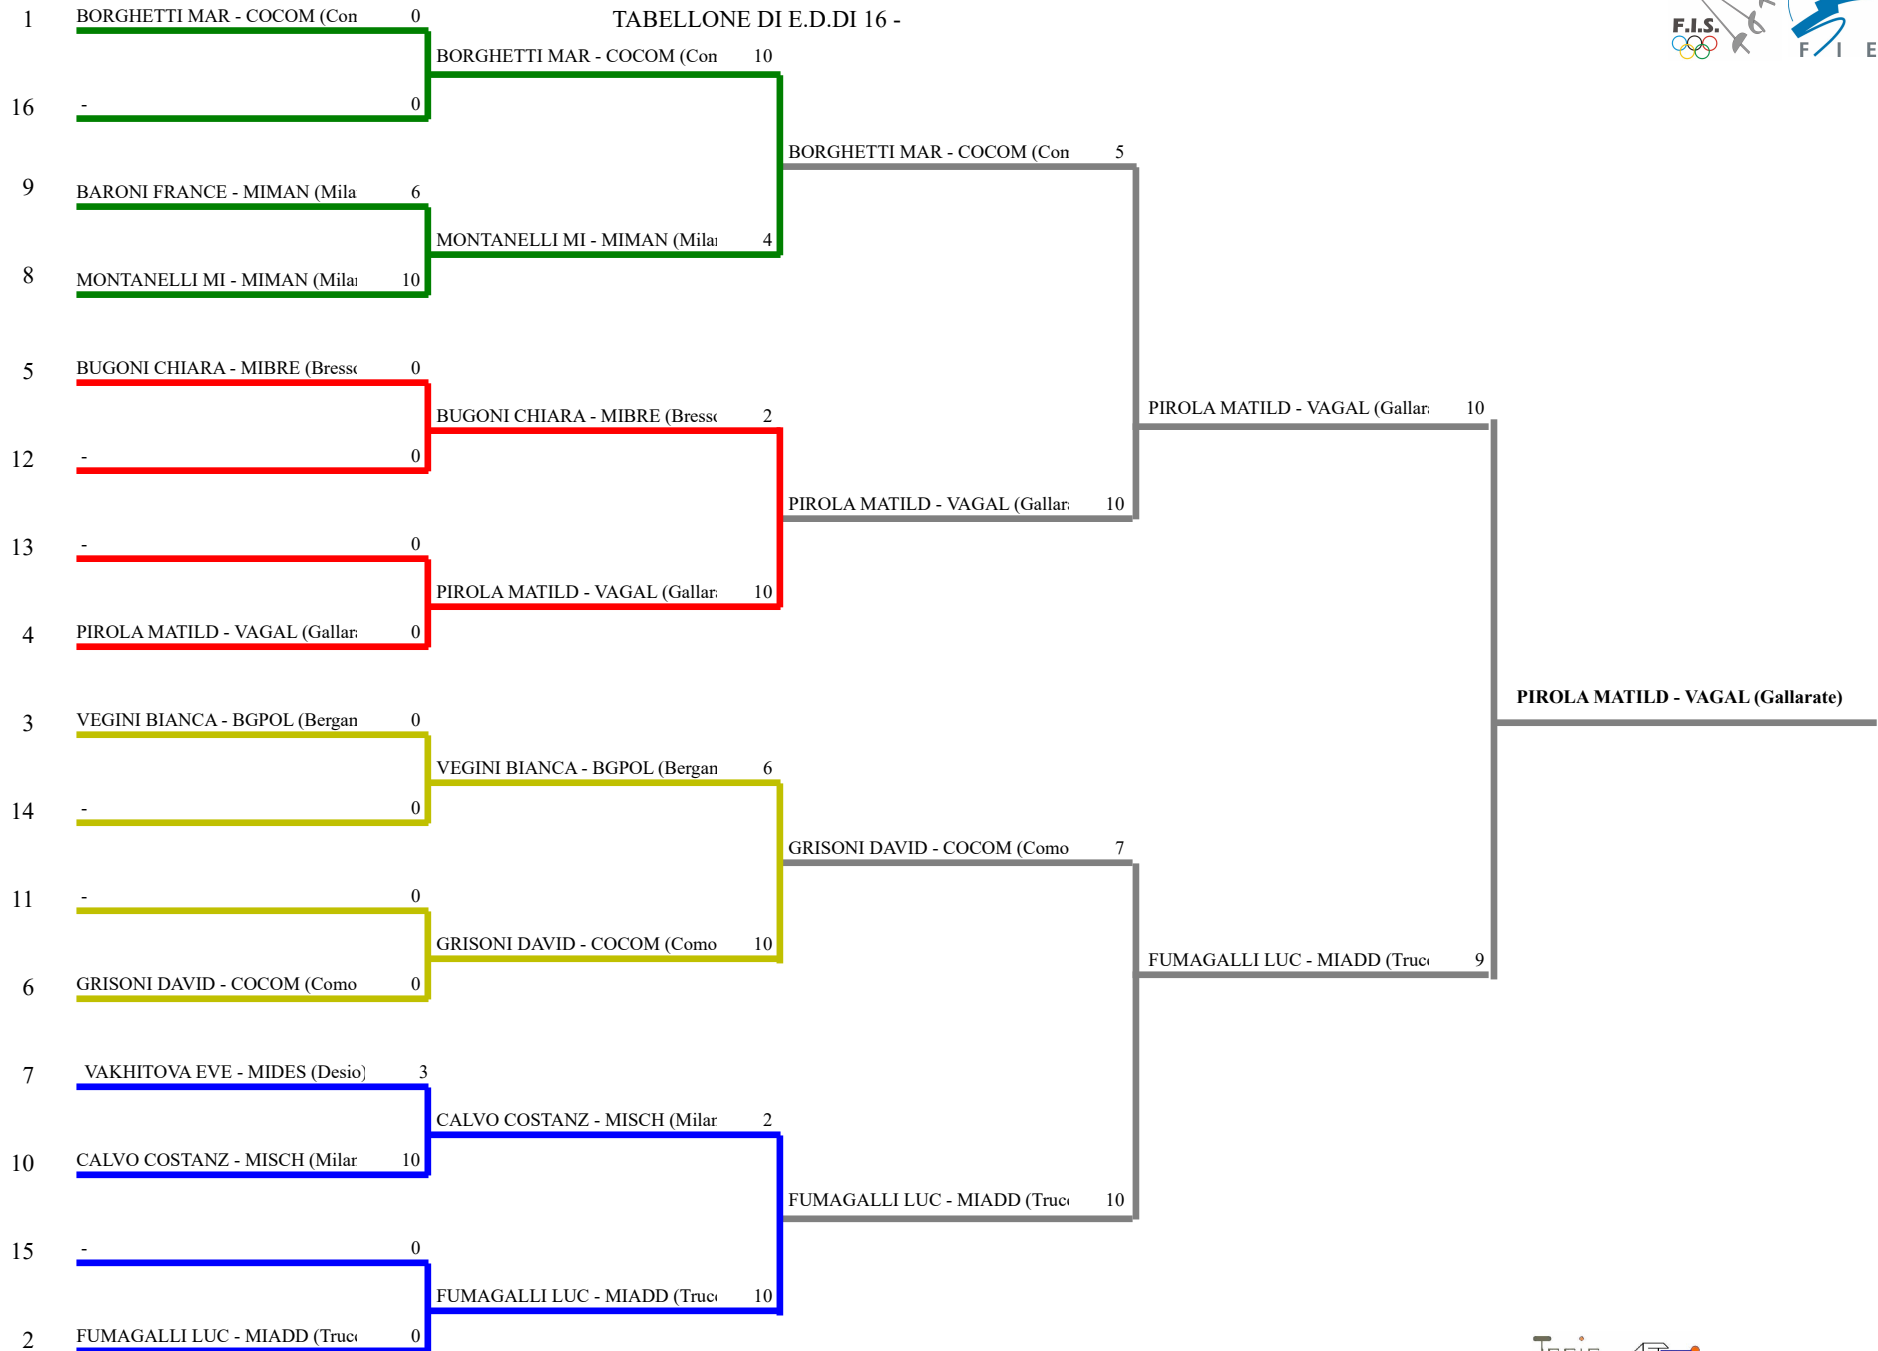 TABELLONE DI E.D.DI 16 -
F.I.S.
F I E
1 BORGHETTI MAR - COCOM (Con 0
BORGHETTI MAR - COCOM (Con 10
16 - 0
BORGHETTI MAR - COCOM (Con 5
9 BARONI FRANCE - MIMAN (Mila 6
MONTANELLI MI - MIMAN (Mila 4
8 MONTANELLI MI - MIMAN (Mila 10
5 BUGONI CHIARA - MIBRE (Bress 0
BUGONI CHIARA - MIBRE (Bress 2
PIROLA MATILD - VAGAL (Gallar 10
12 - 0
PIROLA MATILD - VAGAL (Gallar 10
13 - 0
PIROLA MATILD - VAGAL (Gallar 10
4 PIROLA MATILD - VAGAL (Gallar 0
PIROLA MATILD - VAGAL (Gallarate)
3 VEGINI BIANCA - BGPOL (Bergan 0
VEGINI BIANCA - BGPOL (Bergan 6
14 - 0
GRISONI DAVID - COCOM (Como 7
11 - 0
GRISONI DAVID - COCOM (Como 10
FUMAGALLI LUC - MIADD (Truc 9
6 GRISONI DAVID - COCOM (Como 0
7 VAKHITOVA EVE - MIDES (Desio) 3
CALVO COSTANZ - MISCH (Milan 2
10 CALVO COSTANZ - MISCH (Milan 10
FUMAGALLI LUC - MIADD (Truc 10
15 - 0
FUMAGALLI LUC - MIADD (Truc 10
2 FUMAGALLI LUC - MIADD (Truc 0